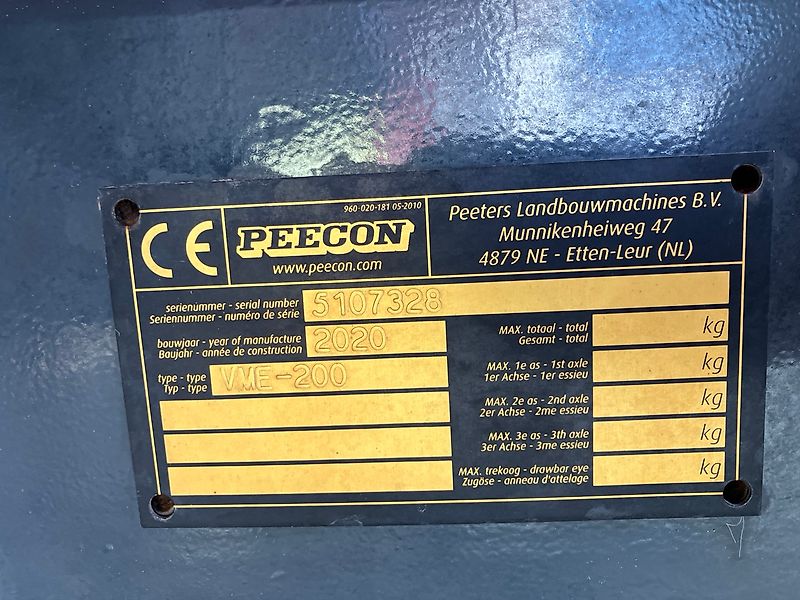 CE
960-020-181 05-2010
PEECON
www.peecon.com
Peeters Landbouwmachines B.V.
Munnikenheiweg 47
4879 NE - Etten-Leur (NL)
serienummer - serial number
Seriennummer - numéro de série
5107328
bouwjaar - year of manufacture
Baujahr - année de construction
2020
type - type
Typ - type
VME-200
MAX. totaal - total
Gesamt - total
kg
MAX. 1e as - 1st axle
1er Achse - 1er essieu
kg
MAX. 2e as - 2nd axle
2er Achse - 2me essieu
kg
MAX. 3e as - 3th axle
3er Achse - 3me essieu
kg
MAX. trekoog - drawbar eye
Zugöse - anneau d'attelage
kg